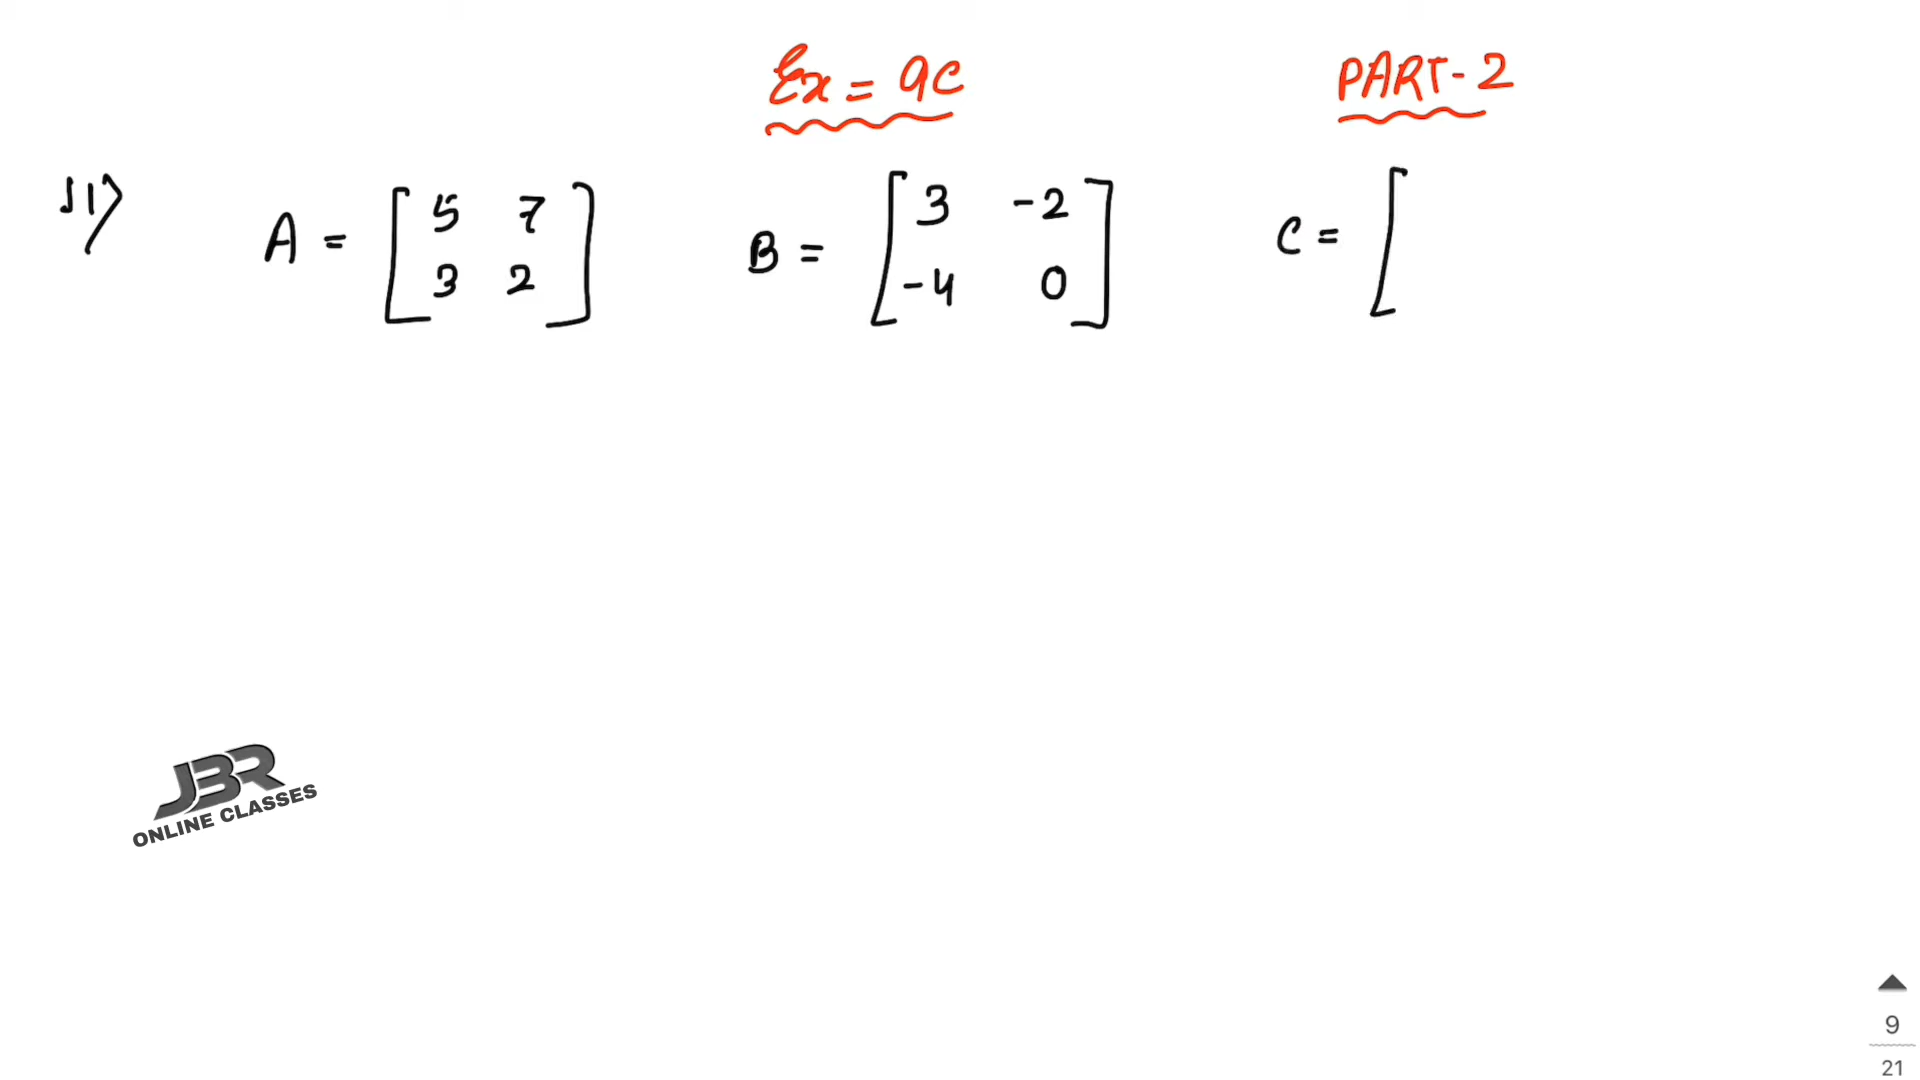 Ex = 9C PART-2
11) A = [ 5 7 ] B = [ 3 -2 ] C = [
3 2 -4 0
JBR
ONLINE CLASSES
9
21